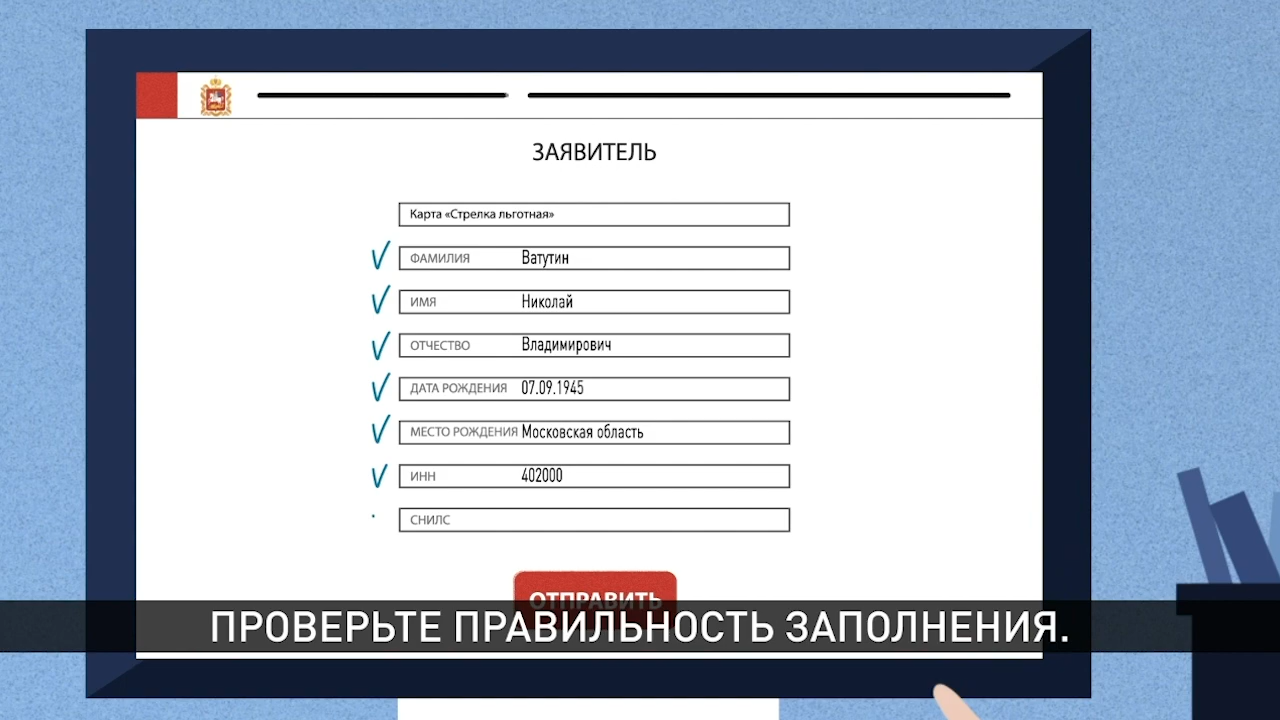 ЗАЯВИТЕЛЬ
Карта «Стрелка льготная»
ФАМИЛИЯ Ватутин
ИМЯ Николай
ОТЧЕСТВО Владимирович
ДАТА РОЖДЕНИЯ 07.09.1945
МЕСТО РОЖДЕНИЯ Московская область
ИНН 402000
СНИЛС
ОТПРАВИТЬ
ПРОВЕРЬТЕ ПРАВИЛЬНОСТЬ ЗАПОЛНЕНИЯ.